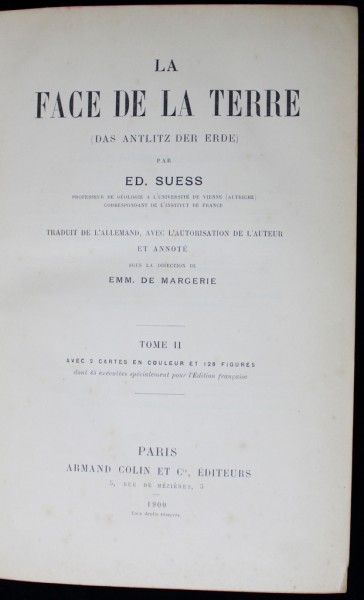 LA
FACE DE LA TERRE
(DAS ANTLITZ DER ERDE)
PAR
ED. SUESS
PROFESSEUR DE GÉOLOGIE A L'UNIVERSITÉ DE VIENNE (AUTRICHE)
CORRESPONDANT DE L'INSTITUT DE FRANCE
TRADUIT DE L'ALLEMAND, AVEC L'AUTORISATION DE L'AUTEUR
ET ANNOTÉ
SOUS LA DIRECTION DE
EMM. DE MARGERIE
TOME II
AVEC 2 CARTES EN COULEUR ET 128 FIGURES
dont 85 exécutées spécialement pour l'Édition française
PARIS
ARMAND COLIN ET Cie, ÉDITEURS
5, RUE DE MÉZIÈRES, 5
1900
Tous droits réservés.